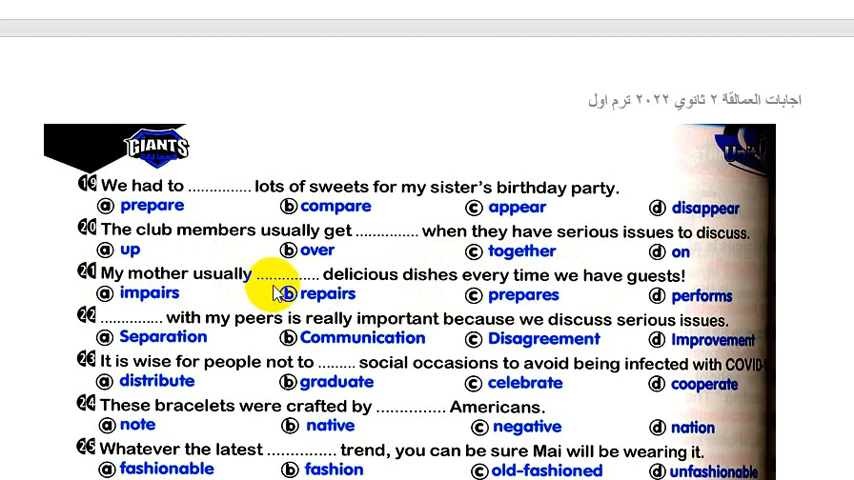 اجابات العمالقة ٢ ثانوي ٢٠٢٢ ترم اول
GIANTS
19 We had to .............. lots of sweets for my sister's birthday party.
a prepare b compare c appear d disappear
20 The club members usually get .............. when they have serious issues to discuss.
a up b over c together d on
21 My mother usually .............. delicious dishes every time we have guests!
a impairs b repairs c prepares d performs
22 .............. with my peers is really important because we discuss serious issues.
a Separation b Communication c Disagreement d Improvement
23 It is wise for people not to ......... social occasions to avoid being infected with COVID-
a distribute b graduate c celebrate d cooperate
24 These bracelets were crafted by ............... Americans.
a note b native c negative d nation
25 Whatever the latest ............... trend, you can be sure Mai will be wearing it.
a fashionable b fashion c old-fashioned d unfashionable